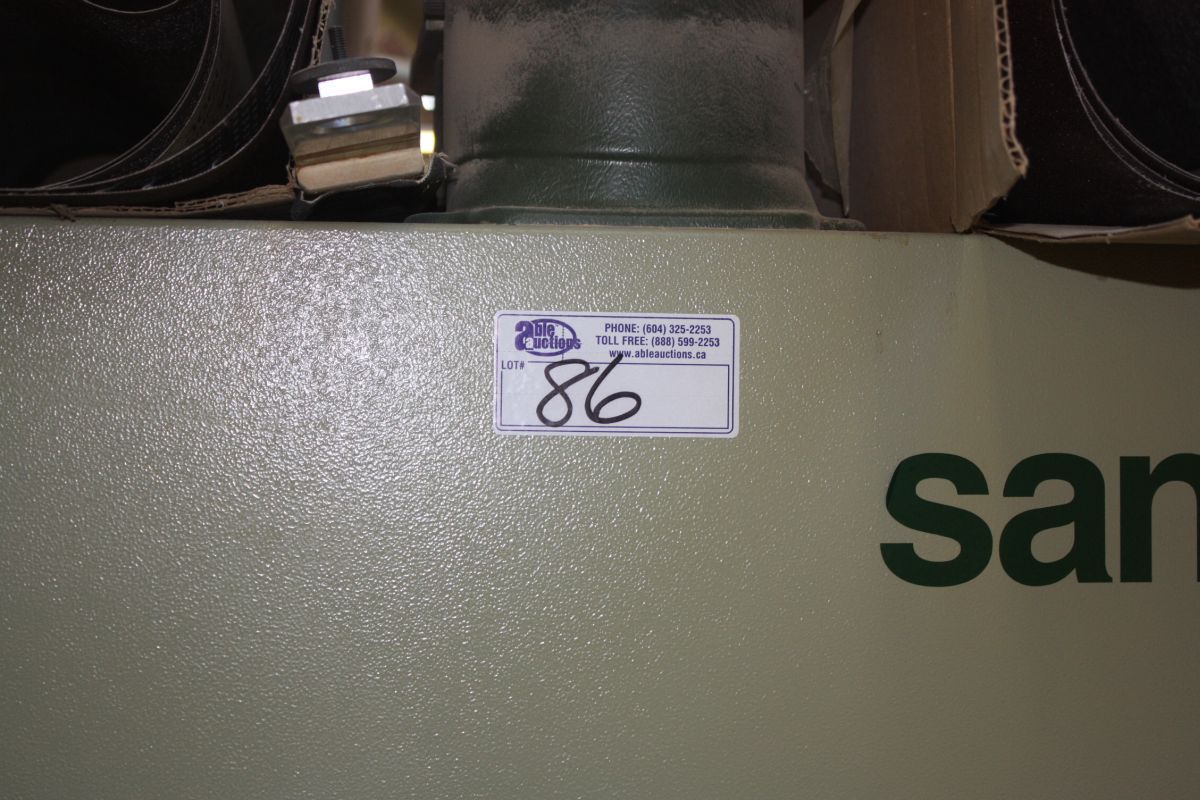 able auctions
PHONE: (604) 325-2253
TOLL FREE: (888) 599-2253
www.ableauctions.ca
LOT#
86
san